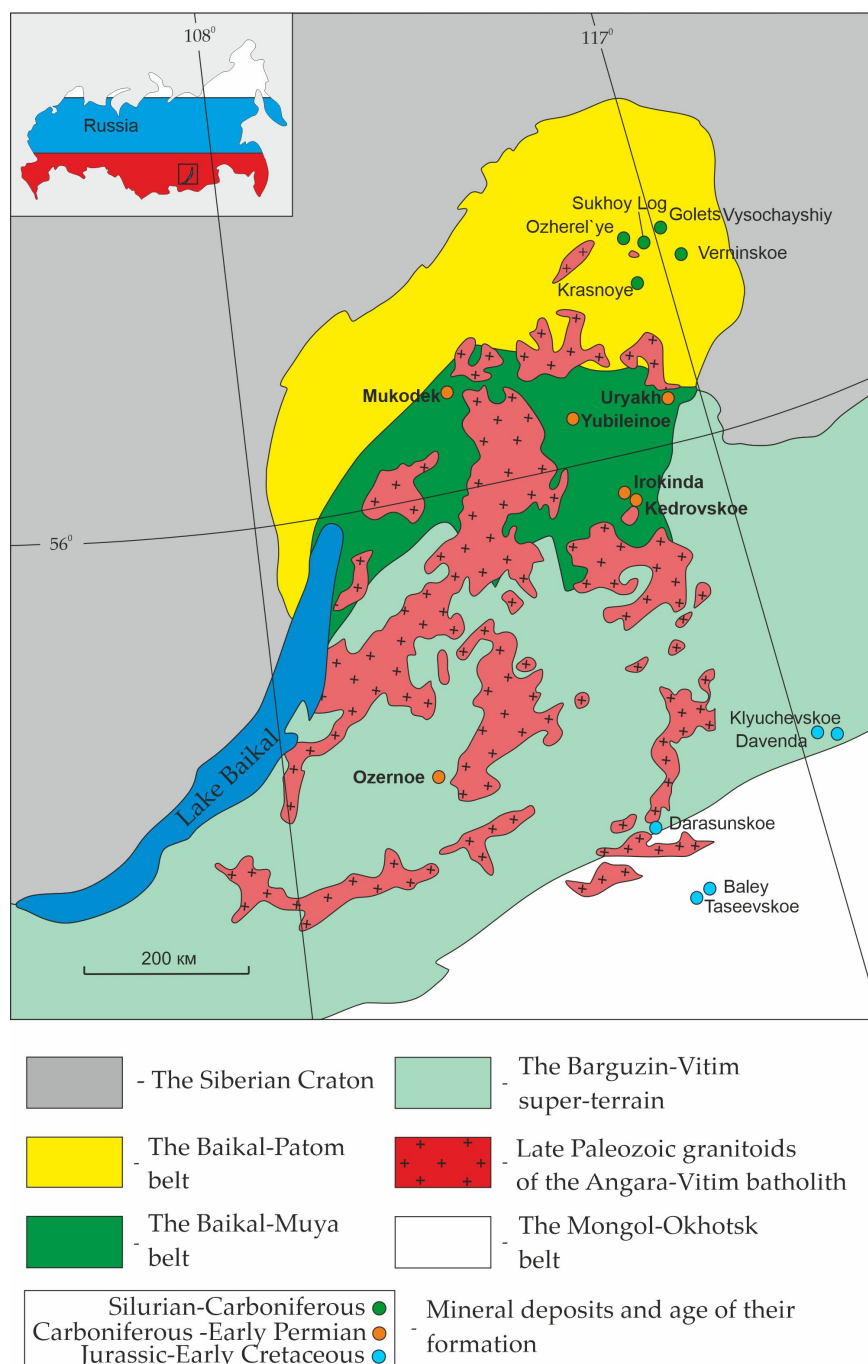 108⁰
117⁰
Russia
Sukhoy Log
Golets Vysochayshiy
Ozherel`ye
Verninskoe
Krasnoye
Mukodek
Uryakh
Yubileinoe
Irokinda
Kedrovskoe
56⁰
Lake Baikal
Klyuchevskoe
Davenda
Ozernoe
Darasunskoe
Baley
Taseevskoe
200 км
- The Siberian Craton
- The Barguzin-Vitim
super-terrain
- The Baikal-Patom
belt
- Late Paleozoic granitoids
of the Angara-Vitim batholith
- The Baikal-Muya
belt
- The Mongol-Okhotsk
belt
Silurian-Carboniferous
Carboniferous -Early Permian
Jurassic-Early Cretaceous
- Mineral deposits and age of their
formation